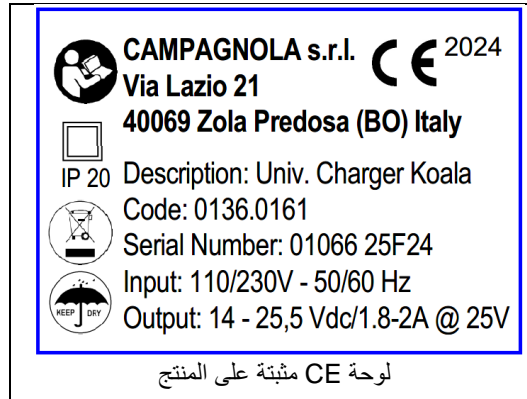 CAMPAGNOLA s.r.l. CE 2024
Via Lazio 21
40069 Zola Predosa (BO) Italy
IP 20
Description: Univ. Charger Koala
Code: 0136.0161
Serial Number: 01066 25F24
Input: 110/230V - 50/60 Hz
KEEP DRY
Output: 14 - 25,5 Vdc/1.8-2A @ 25V
لوحة CE مثبتة على المنتج